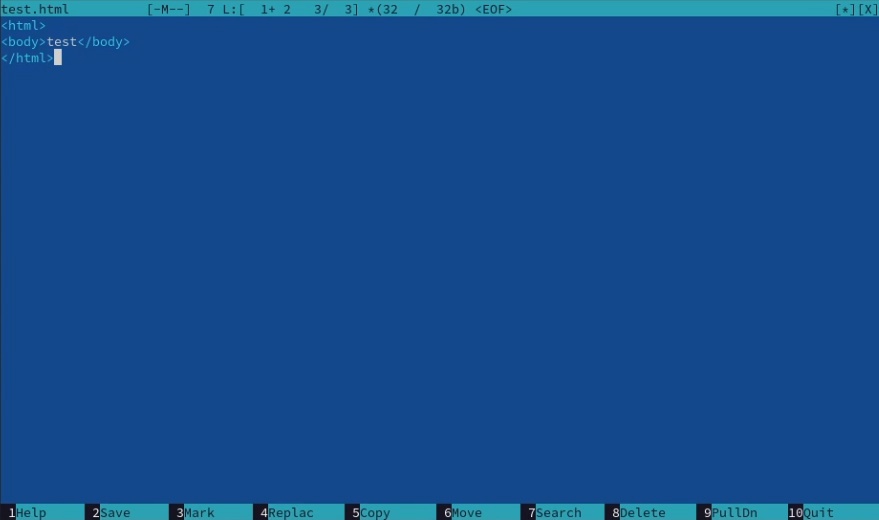 test.html          [-M--]  7 L:[  1+ 2   3/  3] *(32  /  32b) <EOF>                                          [*][X]
<html>
<body>test</body>
</html>
1Help 2Save 3Mark 4Replac 5Copy 6Move 7Search 8Delete 9PullDn 10Quit